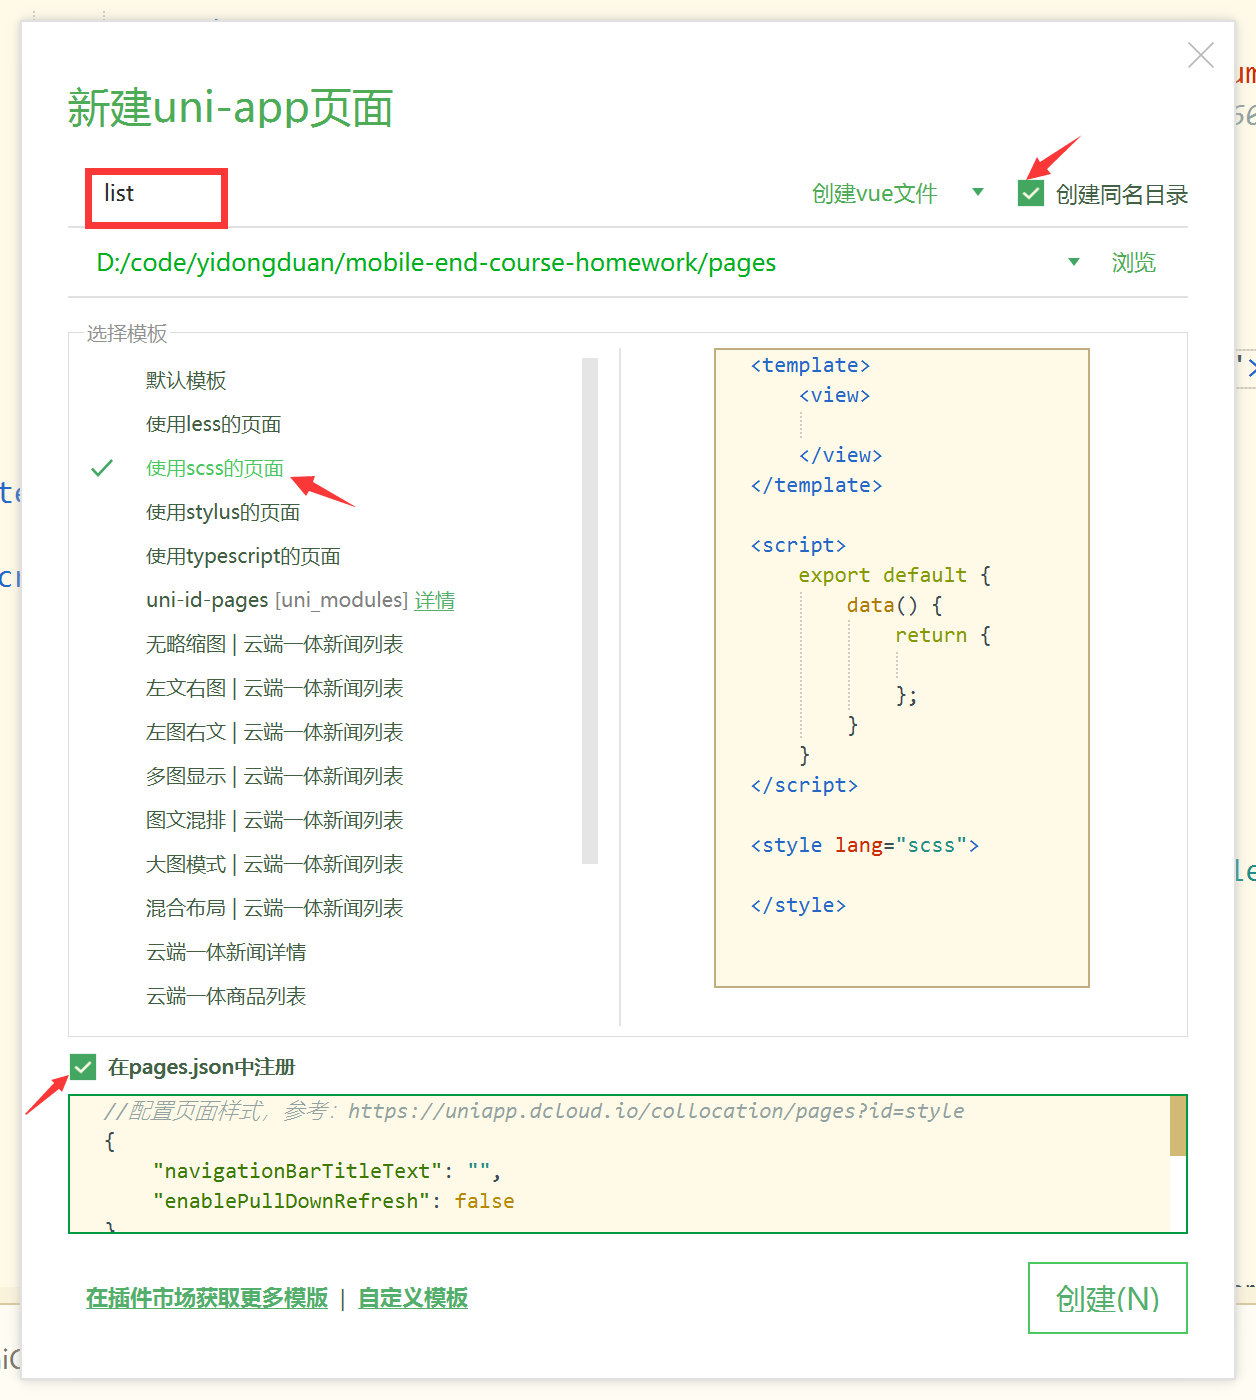 新建uni-app页面
list
创建vue文件
创建同名目录
D:/code/yidongduan/mobile-end-course-homework/pages
浏览
选择模板
默认模板
使用less的页面
使用scss的页面
使用stylus的页面
使用typescript的页面
uni-id-pages [uni_modules] 详情
无略缩图 | 云端一体新闻列表
左文右图 | 云端一体新闻列表
左图右文 | 云端一体新闻列表
多图显示 | 云端一体新闻列表
图文混排 | 云端一体新闻列表
大图模式 | 云端一体新闻列表
混合布局 | 云端一体新闻列表
云端一体新闻详情
云端一体商品列表
<template>
<view>
</view>
</template>
<script>
export default {
data() {
return {
};
}
}
</script>
<style lang="scss">
</style>
在pages.json中注册
//配置页面样式，参考：https://uniapp.dcloud.io/collocation/pages?id=style
{
"navigationBarTitleText": "",
"enablePullDownRefresh": false
}
在插件市场获取更多模版 | 自定义模板
创建(N)